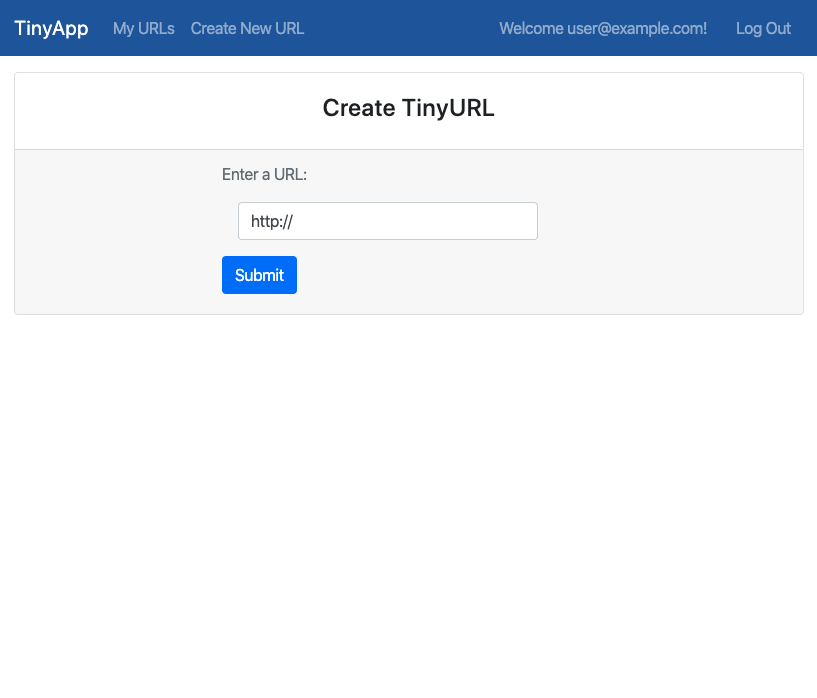 TinyApp My URLs Create New URL Welcome user@example.com! Log Out
Create TinyURL
Enter a URL:
http://
Submit